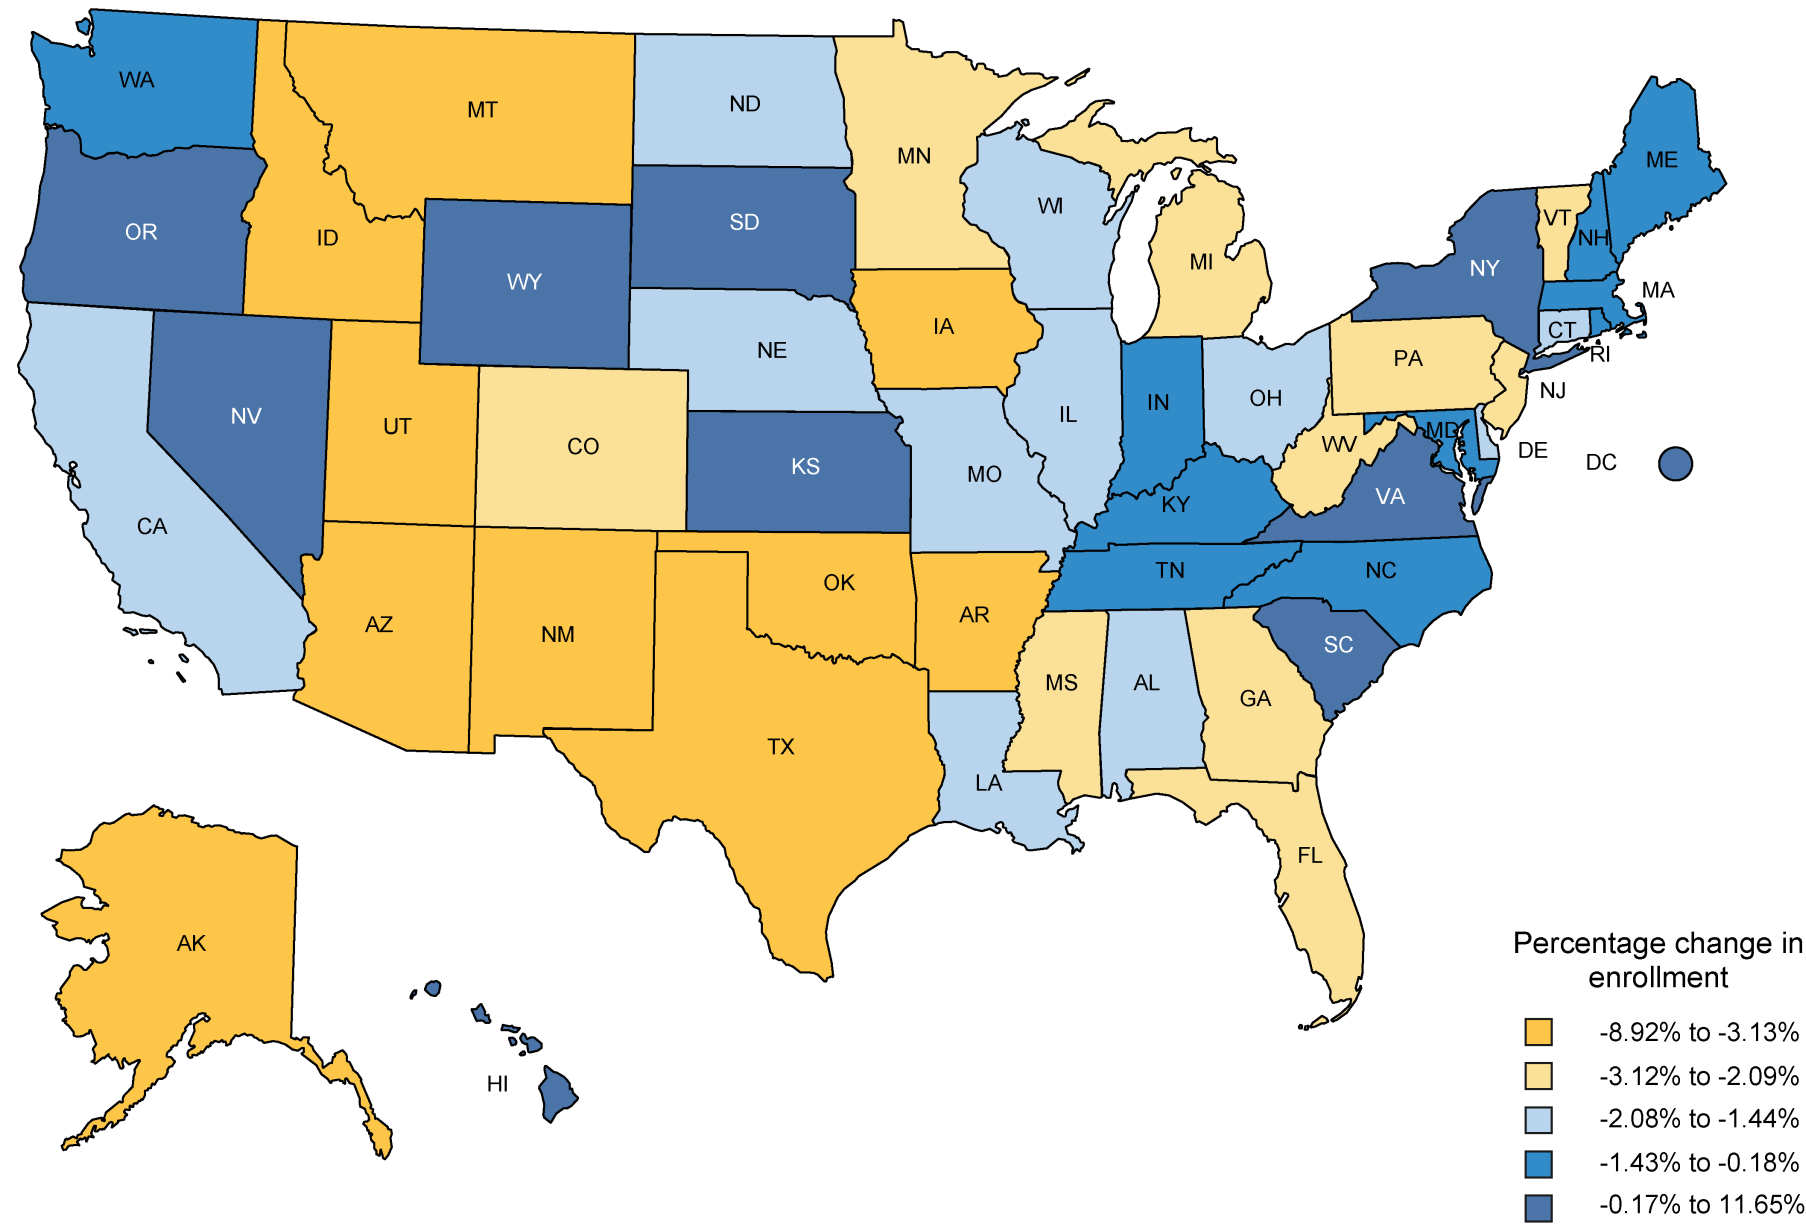 WA
MT
ND
MN
ME
OR
ID
SD
WI
VT
NH
WY
MI
NY
MA
IA
NE
CT
RI
PA
NJ
NV
UT
CO
KS
IL
IN
OH
WV
MD
DE
DC
MO
KY
VA
CA
TN
NC
OK
AZ
NM
AR
SC
MS
AL
GA
TX
LA
FL
AK
HI
Percentage change in
enrollment
-8.92% to -3.13%
-3.12% to -2.09%
-2.08% to -1.44%
-1.43% to -0.18%
-0.17% to 11.65%